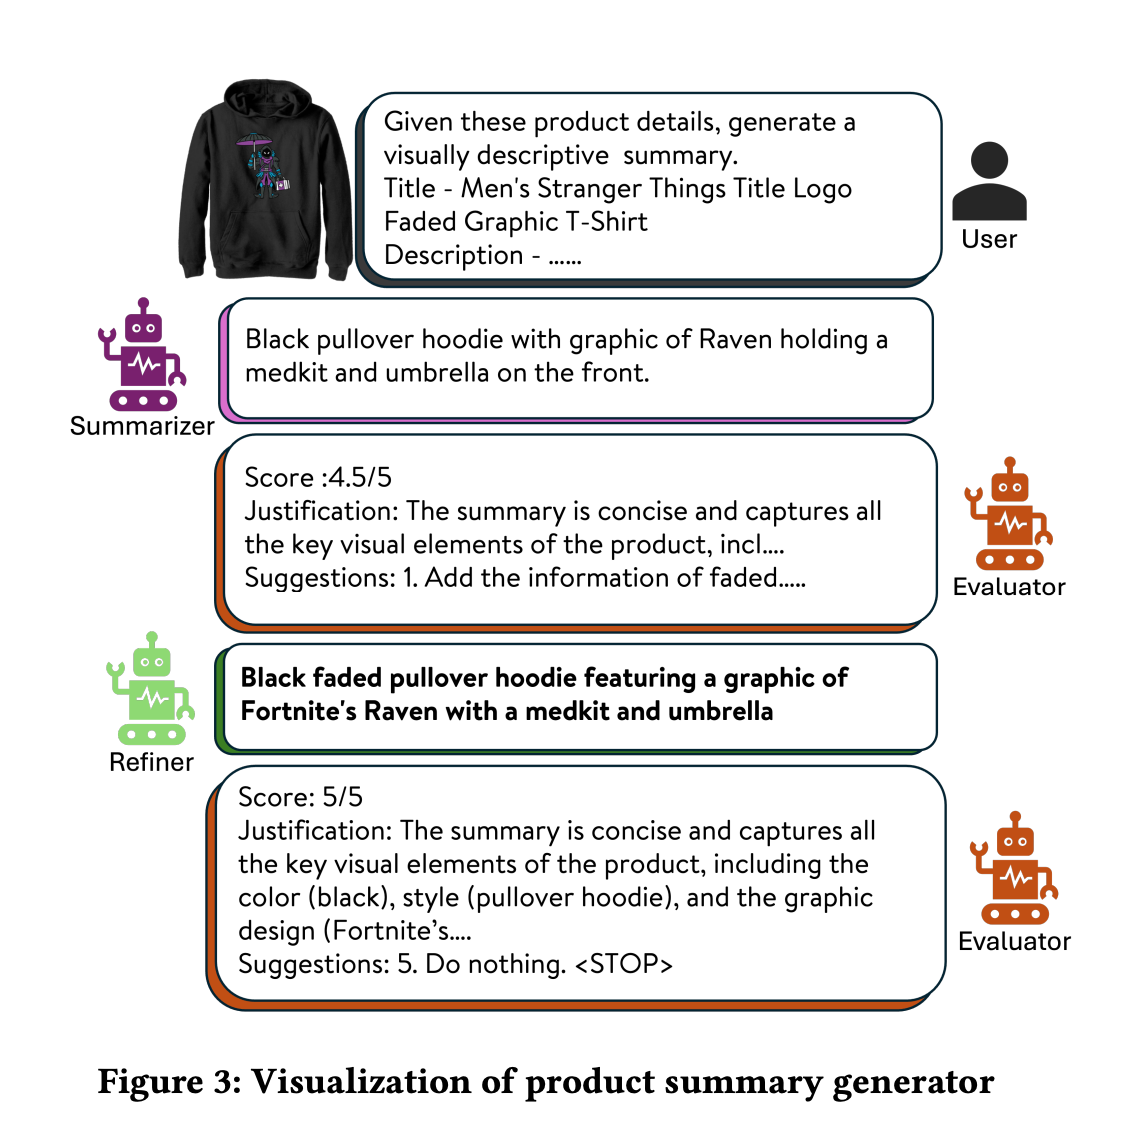 Given these product details, generate a
visually descriptive summary.
Title - Men's Stranger Things Title Logo
Faded Graphic T-Shirt
Description - ......
User
Black pullover hoodie with graphic of Raven holding a
medkit and umbrella on the front.
Summarizer
Score :4.5/5
Justification: The summary is concise and captures all
the key visual elements of the product, incl....
Suggestions: 1. Add the information of faded.....
Evaluator
Black faded pullover hoodie featuring a graphic of
Fortnite's Raven with a medkit and umbrella
Refiner
Score: 5/5
Justification: The summary is concise and captures all
the key visual elements of the product, including the
color (black), style (pullover hoodie), and the graphic
design (Fortnite’s....
Suggestions: 5. Do nothing. <STOP>
Evaluator
Figure 3: Visualization of product summary generator